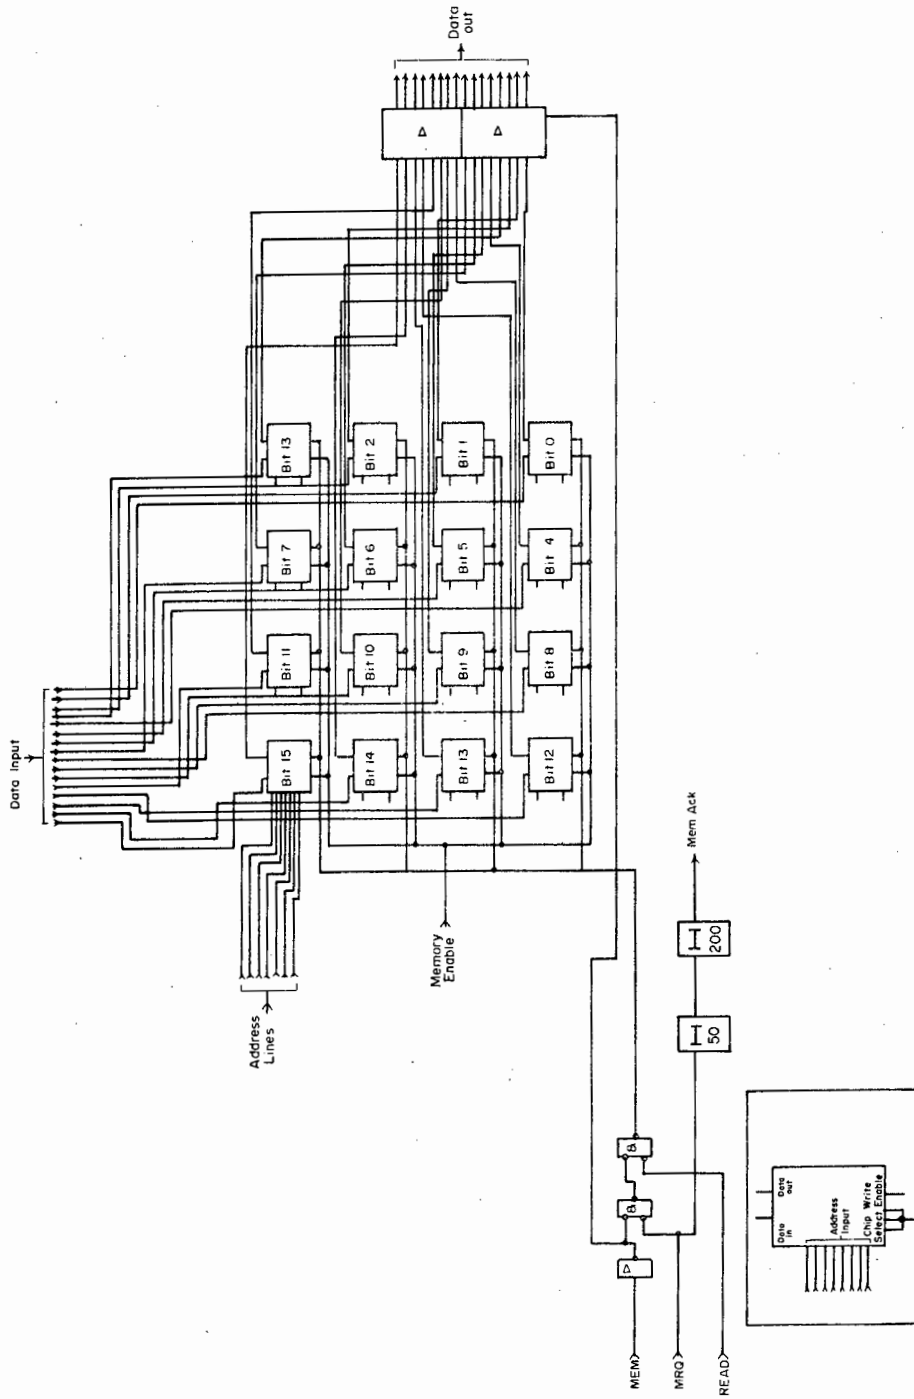 Data Input
Address
Lines
Bit 15
Bit 11
Bit 7
Bit 13
Bit 14
Bit 10
Bit 6
Bit 2
Memory
Enable
Bit 13
Bit 9
Bit 5
Bit 1
Data
out
Bit 12
Bit 8
Bit 4
Bit 0
MEM
&
&
MRQ
50
200
Mem Ack
READ
Data
in
Data
out
Address
Input
Chip
Select
Write
Enable